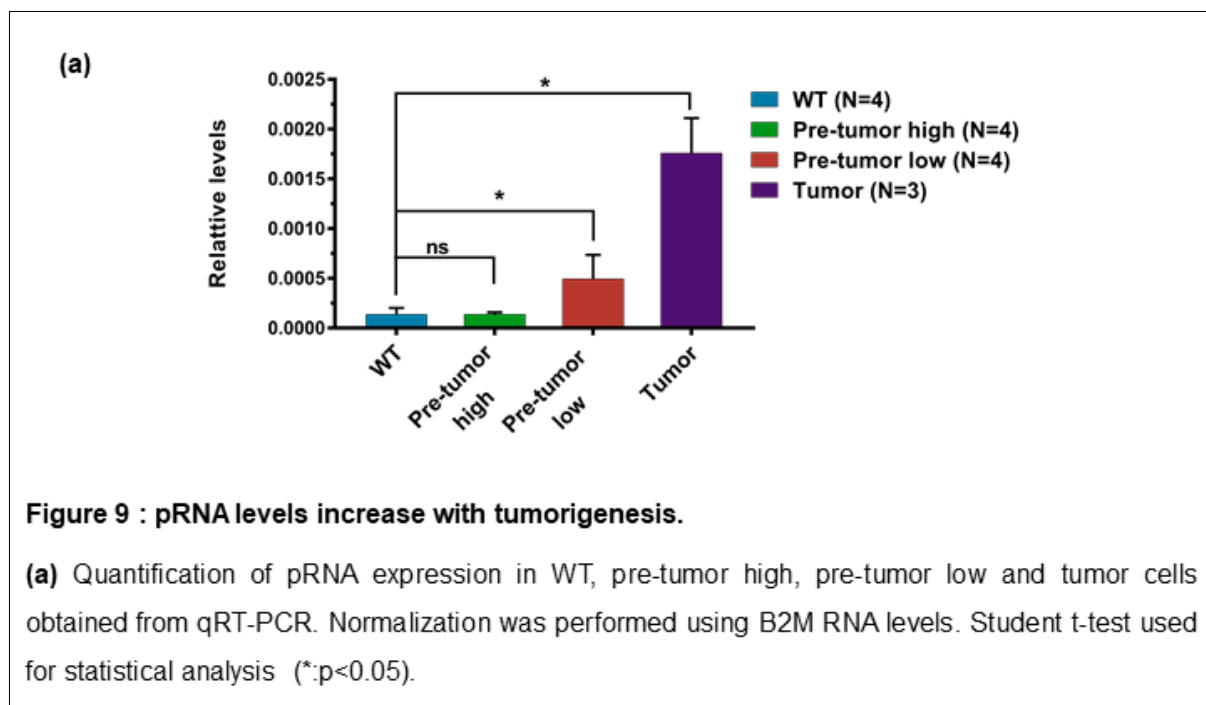 (a)
0.0025
0.0020
0.0015
0.0010
0.0005
0.0000
Relattive levels
*
*
ns
WT
Pre-tumor
high
Pre-tumor
low
Tumor
WT (N=4)
Pre-tumor high (N=4)
Pre-tumor low (N=4)
Tumor (N=3)
Figure 9 : pRNA levels increase with tumorigenesis.
(a) Quantification of pRNA expression in WT, pre-tumor high, pre-tumor low and tumor cells
obtained from qRT-PCR. Normalization was performed using B2M RNA levels. Student t-test used
for statistical analysis (*:p<0.05).